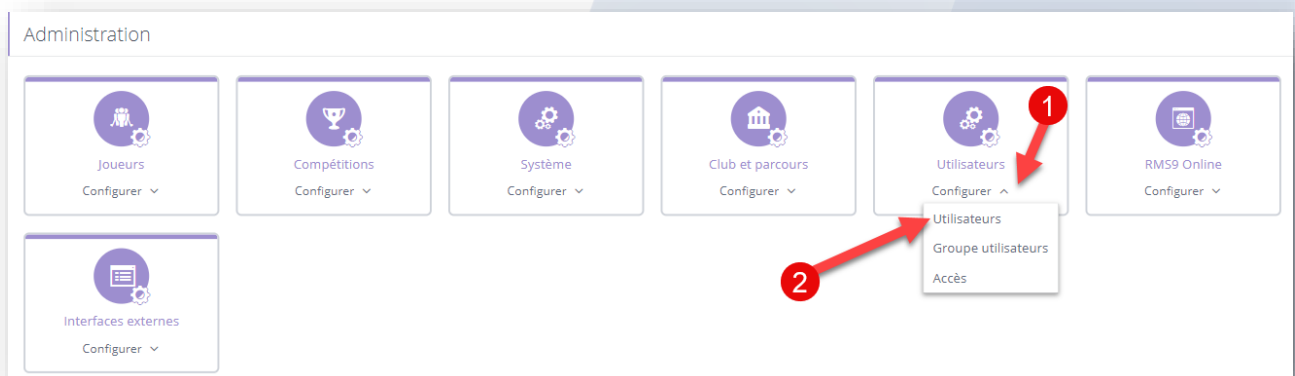 Administration
Joueurs
Configurer
Compétitions
Configurer
Système
Configurer
Club et parcours
Configurer
Utilisateurs
Configurer
1
RMS9 Online
Configurer
Utilisateurs
Groupe utilisateurs
Accès
2
Interfaces externes
Configurer